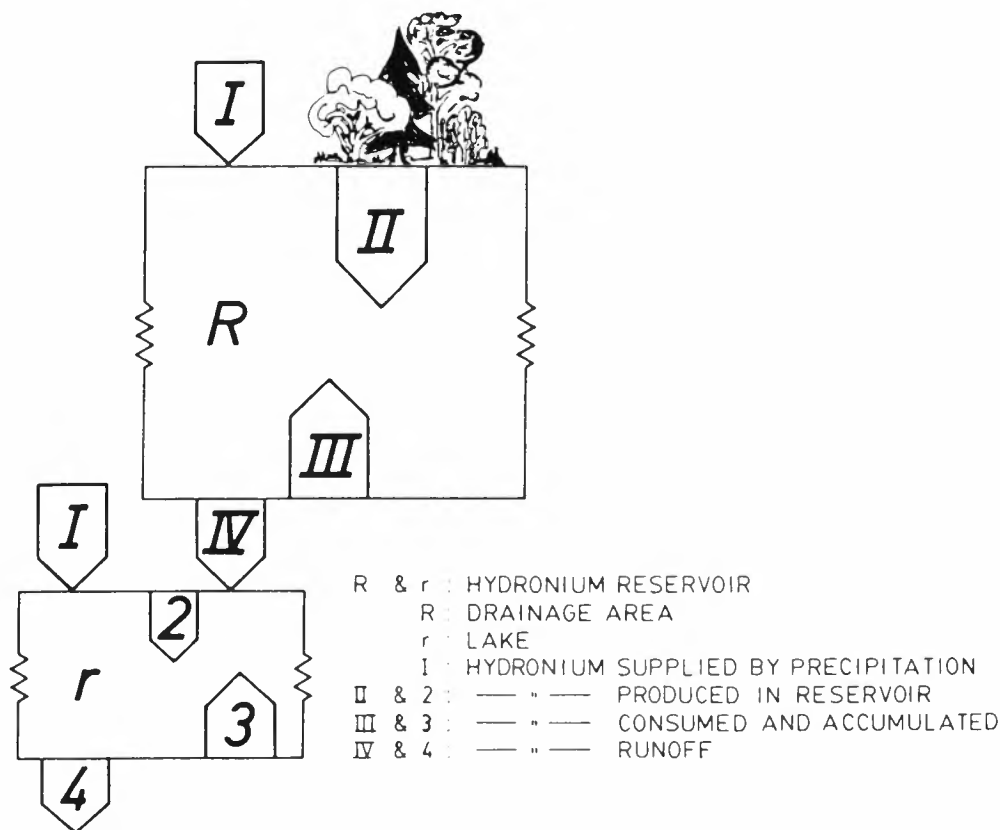 I
II
R
III
I
IV
2
r
3
4
R & r : HYDRONIUM RESERVOIR
R : DRAINAGE AREA
r : LAKE
I : HYDRONIUM SUPPLIED BY PRECIPITATION
II & 2 : — " — PRODUCED IN RESERVOIR
III & 3 : — " — CONSUMED AND ACCUMULATED
IV & 4 : — " — RUNOFF